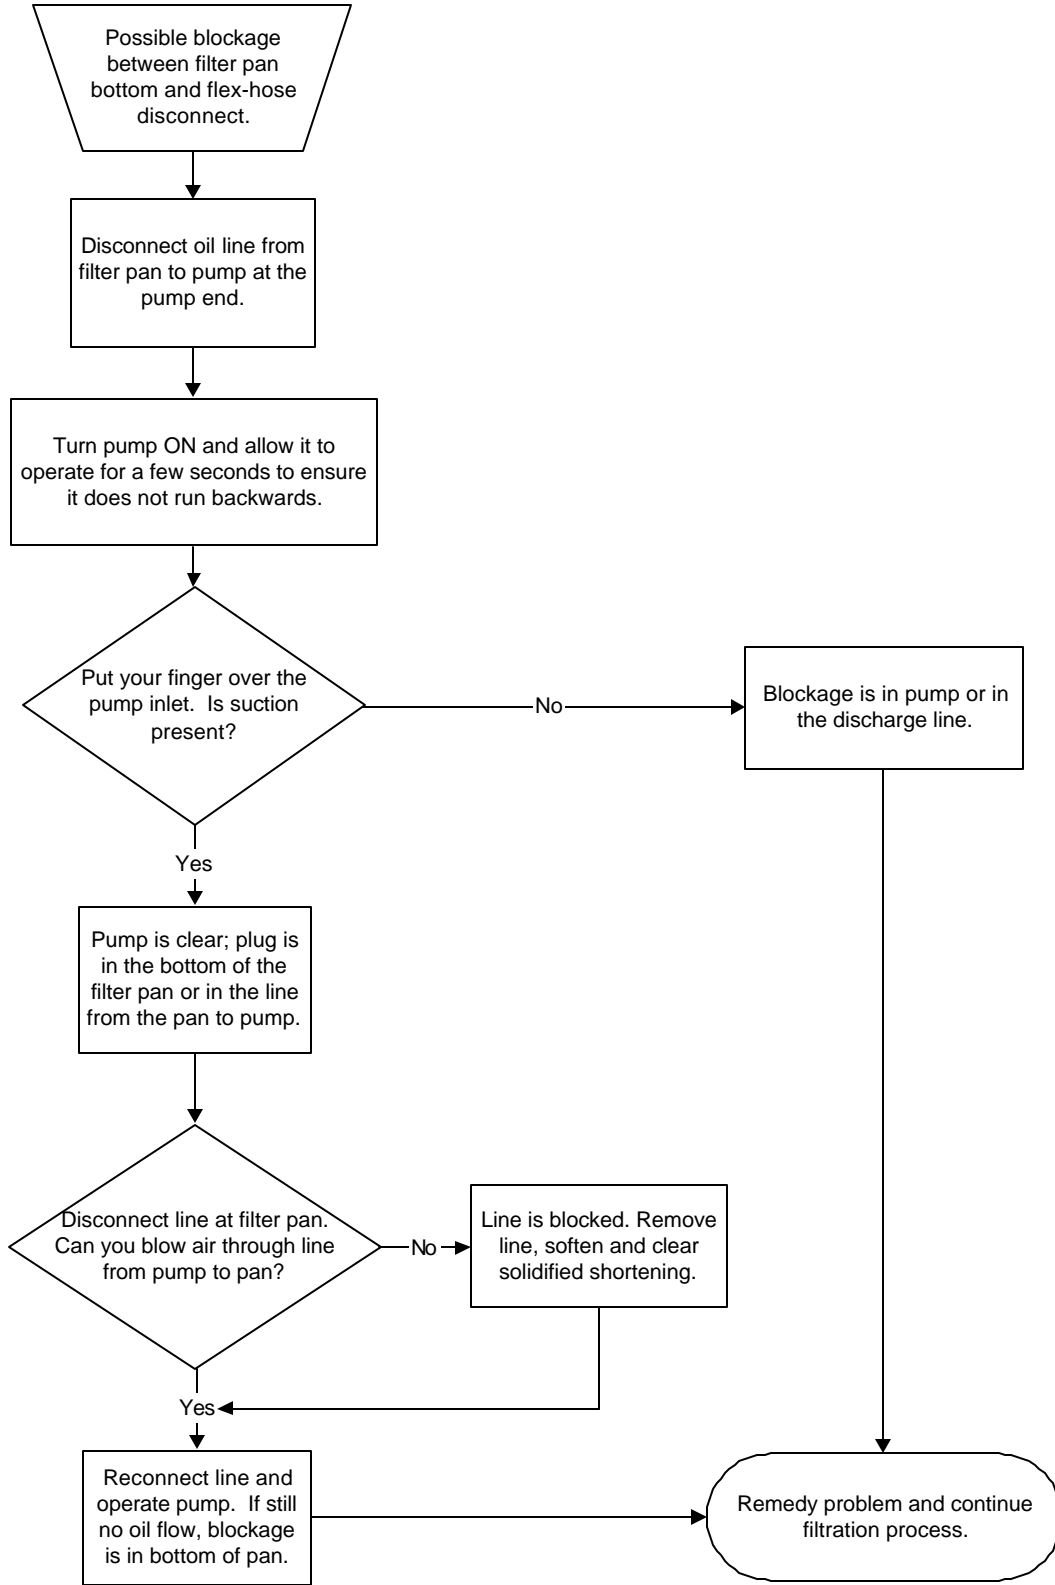 Possible blockage
between filter pan
bottom and flex-hose
disconnect.
Disconnect oil line from
filter pan to pump at the
pump end.
Turn pump ON and allow it to
operate for a few seconds to ensure
it does not run backwards.
Put your finger over the
pump inlet.  Is suction
present?
No
Blockage is in pump or in
the discharge line.
Yes
Pump is clear; plug is
in the bottom of the
filter pan or in the line
from the pan to pump.
Disconnect line at filter pan.
Can you blow air through line
from pump to pan?
No
Line is blocked. Remove
line, soften and clear
solidified shortening.
Yes
Reconnect line and
operate pump.  If still
no oil flow, blockage
is in bottom of pan.
Remedy problem and continue
filtration process.